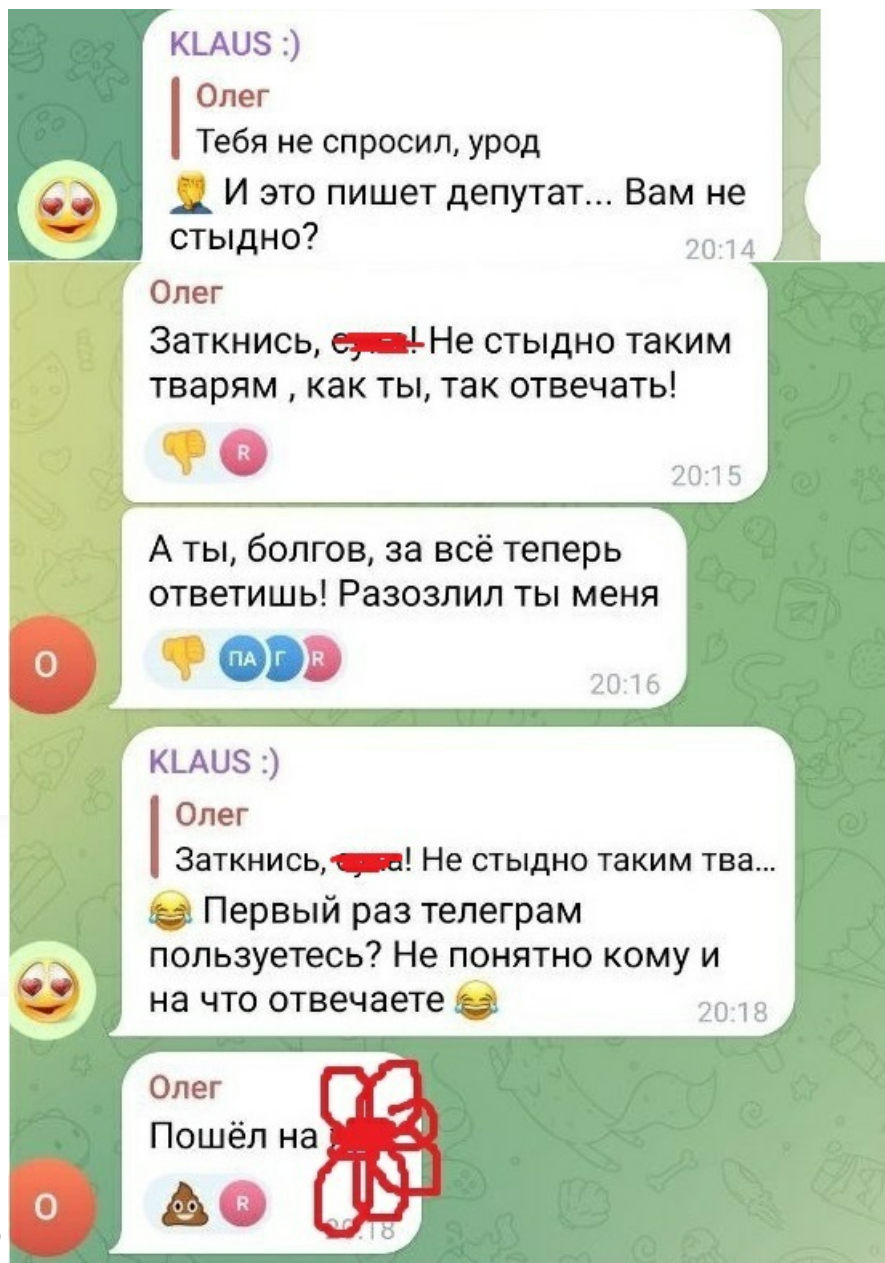 KLAUS :)
Олег
Тебя не спросил, урод
И это пишет депутат... Вам не
стыдно?
20:14
Олег
Заткнись, ! Не стыдно таким
тварям , как ты, так отвечать!
R
20:15
А ты, болгов, за всё теперь
ответишь! Разозлил ты меня
О
ПА Г R
20:16
KLAUS :)
Олег
Заткнись, ! Не стыдно таким тва...
Первый раз телеграм
пользуетесь? Не понятно кому и
на что отвечаете
20:18
Олег
Пошёл на
О
R
20:18